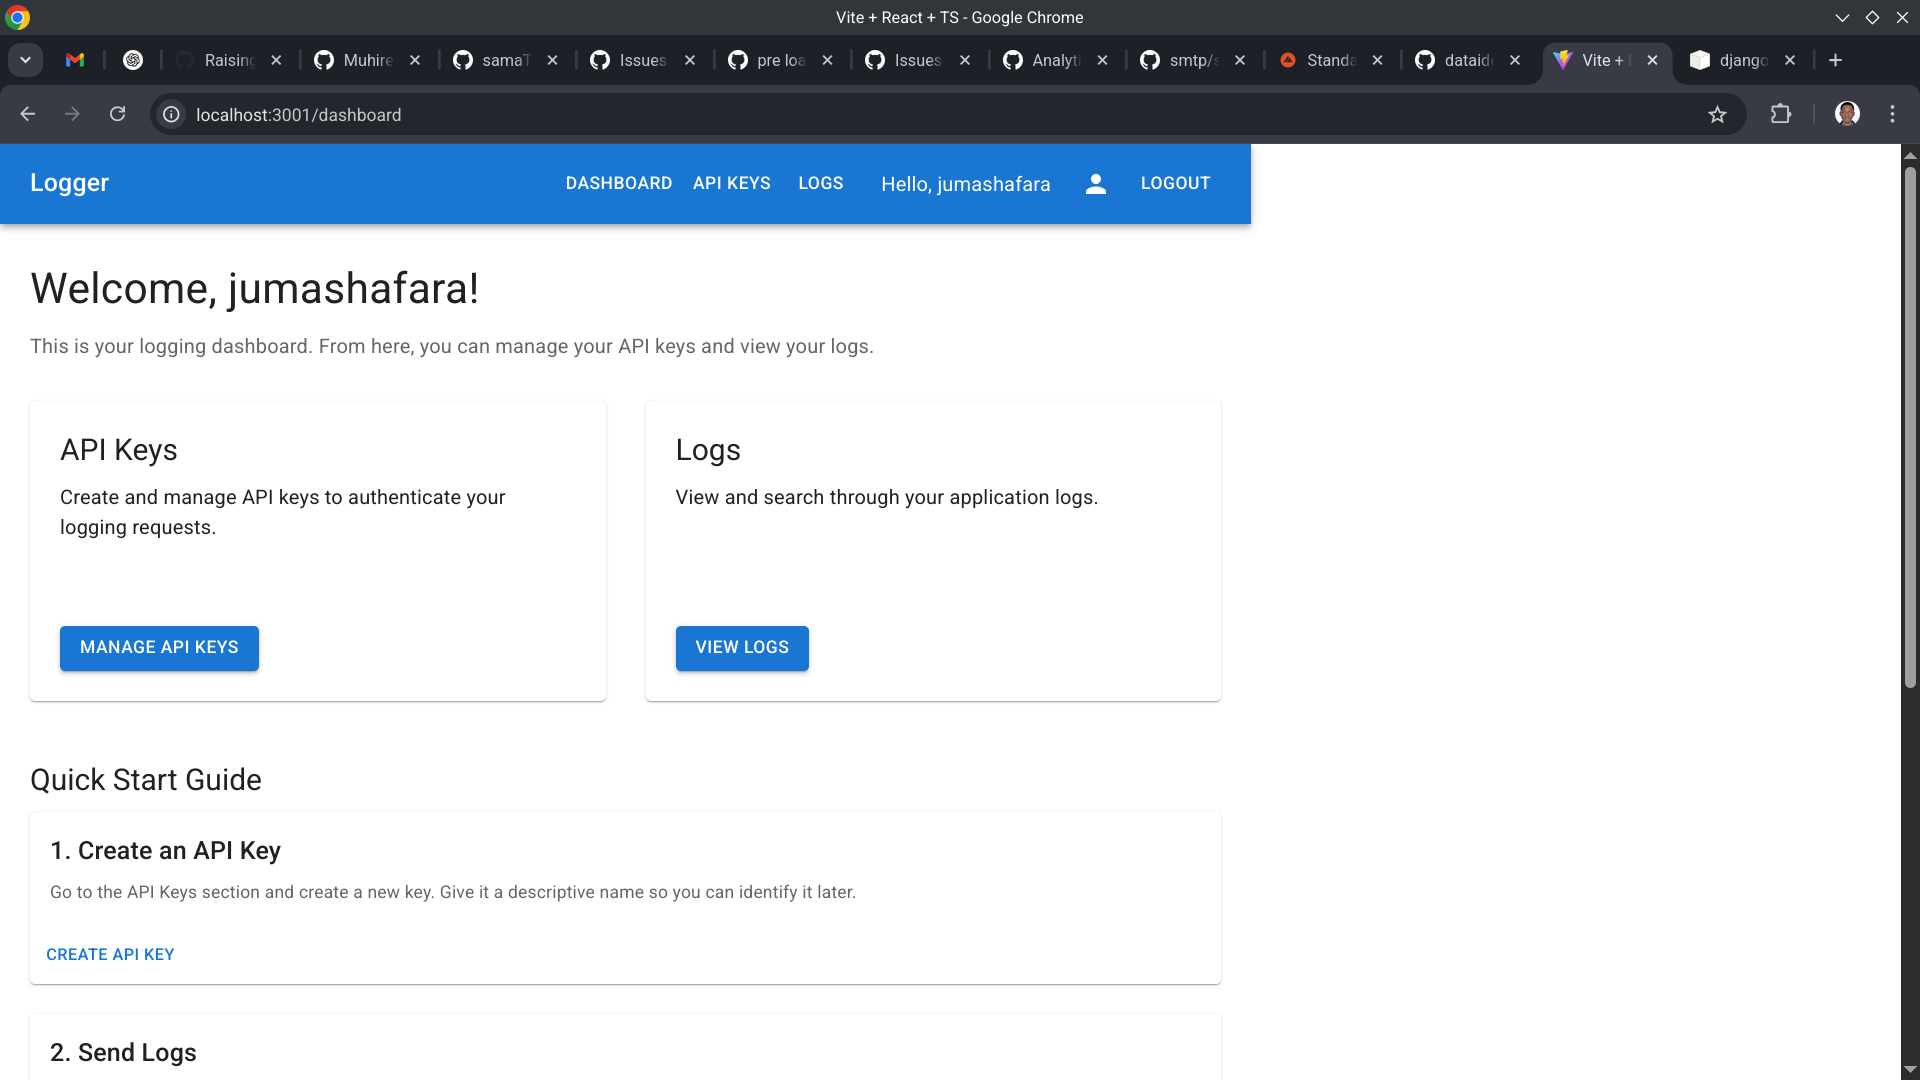 Vite + React + TS - Google Chrome
Raising
Muhire
samaT
Issues
pre loa
Issues
Analyti
smtp/s
Standa
dataide
Vite +
django
localhost:3001/dashboard
Logger
DASHBOARD
API KEYS
LOGS
Hello, jumashafara
LOGOUT
Welcome, jumashafara!
This is your logging dashboard. From here, you can manage your API keys and view your logs.
API Keys
Create and manage API keys to authenticate your
logging requests.
MANAGE API KEYS
Logs
View and search through your application logs.
VIEW LOGS
Quick Start Guide
1. Create an API Key
Go to the API Keys section and create a new key. Give it a descriptive name so you can identify it later.
CREATE API KEY
2. Send Logs